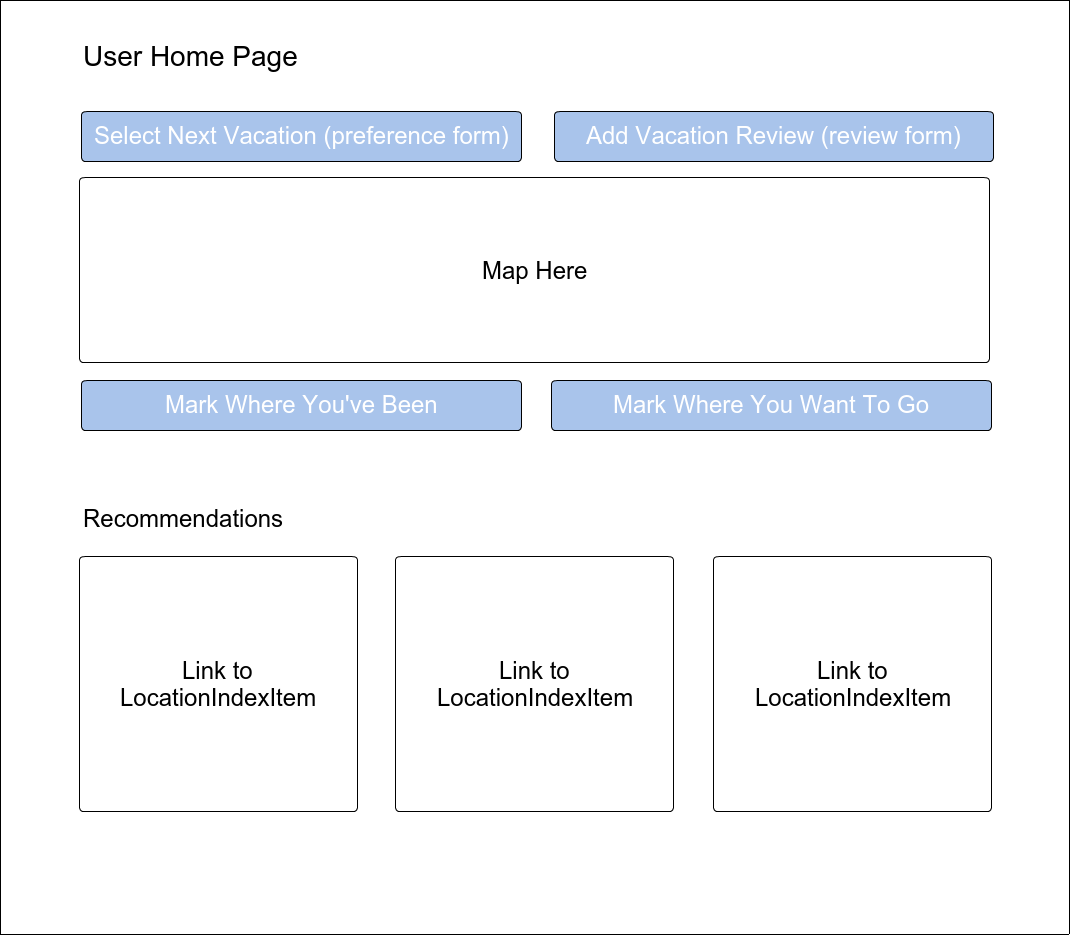 User Home Page
Select Next Vacation (preference form)
Add Vacation Review (review form)
Map Here
Mark Where You've Been
Mark Where You Want To Go
Recommendations
Link to
LocationIndexItem
Link to
LocationIndexItem
Link to
LocationIndexItem